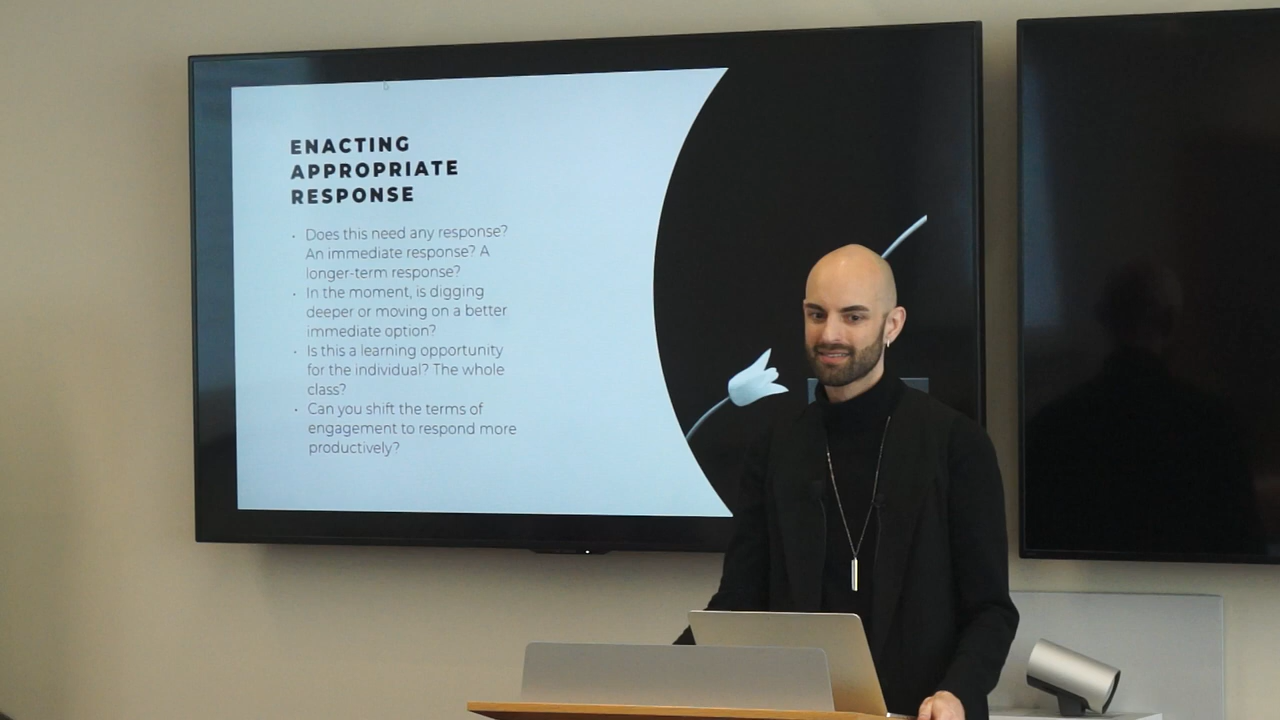 ENACTING
APPROPRIATE
RESPONSE
• Does this need any response?
An immediate response? A
longer-term response?
• In the moment, is digging
deeper or moving on a better
immediate option?
• Is this a learning opportunity
for the individual? The whole
class?
• Can you shift the terms of
engagement to respond more
productively?